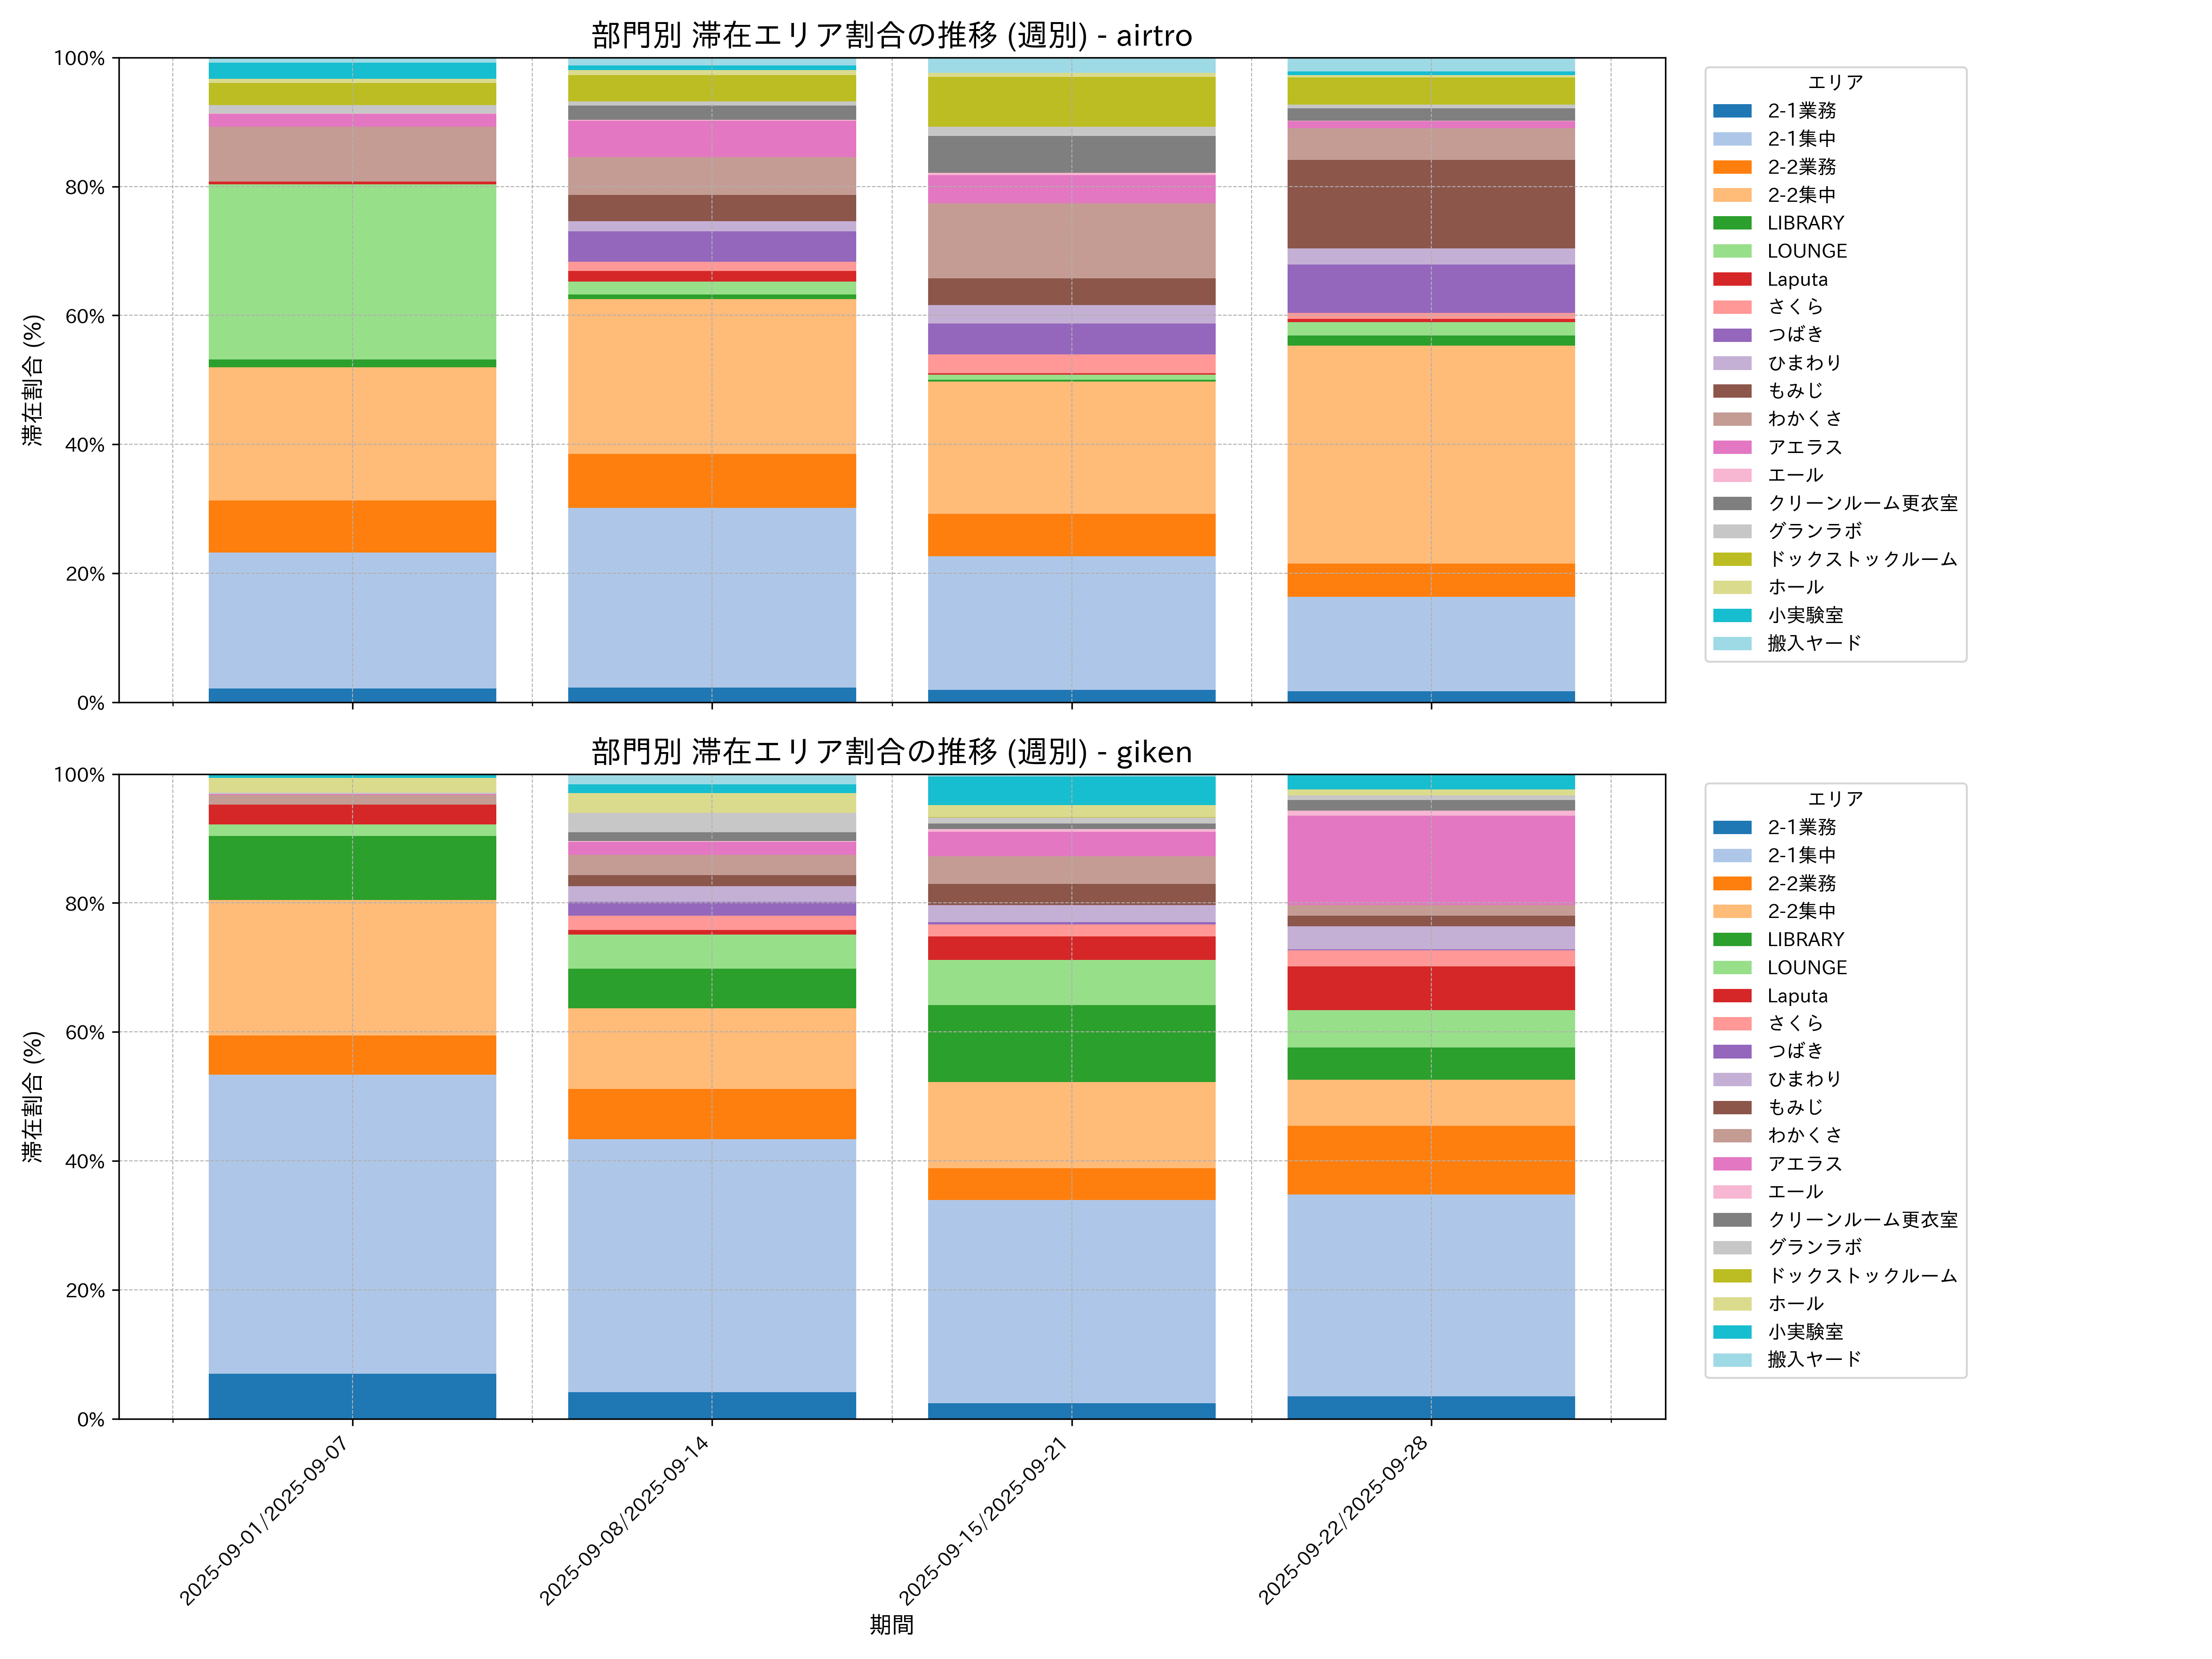 部門別 滞在エリア割合の推移 (週別) - airtro
滞在割合 (%)
100%
80%
60%
40%
20%
0%
エリア
2-1業務
2-1集中
2-2業務
2-2集中
LIBRARY
LOUNGE
Laputa
さくら
つばき
ひまわり
もみじ
わかくさ
アエラス
エール
クリーンルーム更衣室
グランラボ
ドックストックルーム
ホール
小実験室
搬入ヤード
部門別 滞在エリア割合の推移 (週別) - giken
滞在割合 (%)
100%
80%
60%
40%
20%
0%
エリア
2-1業務
2-1集中
2-2業務
2-2集中
LIBRARY
LOUNGE
Laputa
さくら
つばき
ひまわり
もみじ
わかくさ
アエラス
エール
クリーンルーム更衣室
グランラボ
ドックストックルーム
ホール
小実験室
搬入ヤード
2025-09-01/2025-09-07
2025-09-08/2025-09-14
2025-09-15/2025-09-21
2025-09-22/2025-09-28
期間